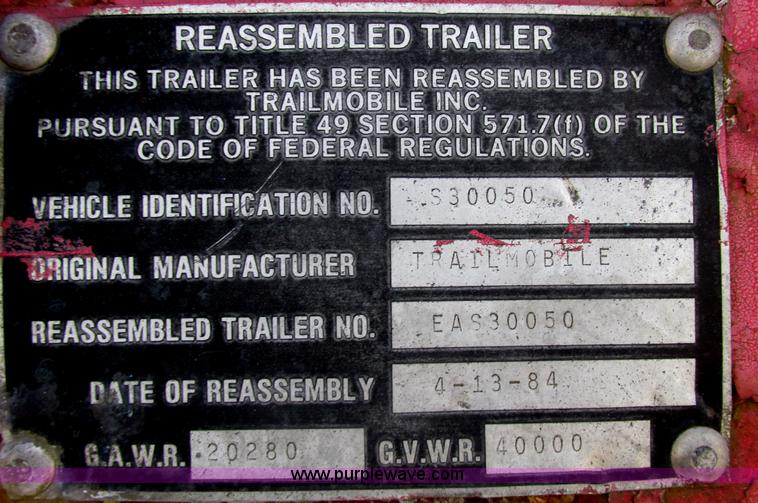 REASSEMBLED TRAILER
THIS TRAILER HAS BEEN REASSEMBLED BY
TRAILMOBILE INC.
PURSUANT TO TITLE 49 SECTION 571.7(f) OF THE
CODE OF FEDERAL REGULATIONS.
VEHICLE IDENTIFICATION NO. S30050
ORIGINAL MANUFACTURER TRAILMOBILE
REASSEMBLED TRAILER NO. EAS30050
DATE OF REASSEMBLY 4-13-84
G.A.W.R. 20280 G.V.W.R. 40000
www.purplewave.com